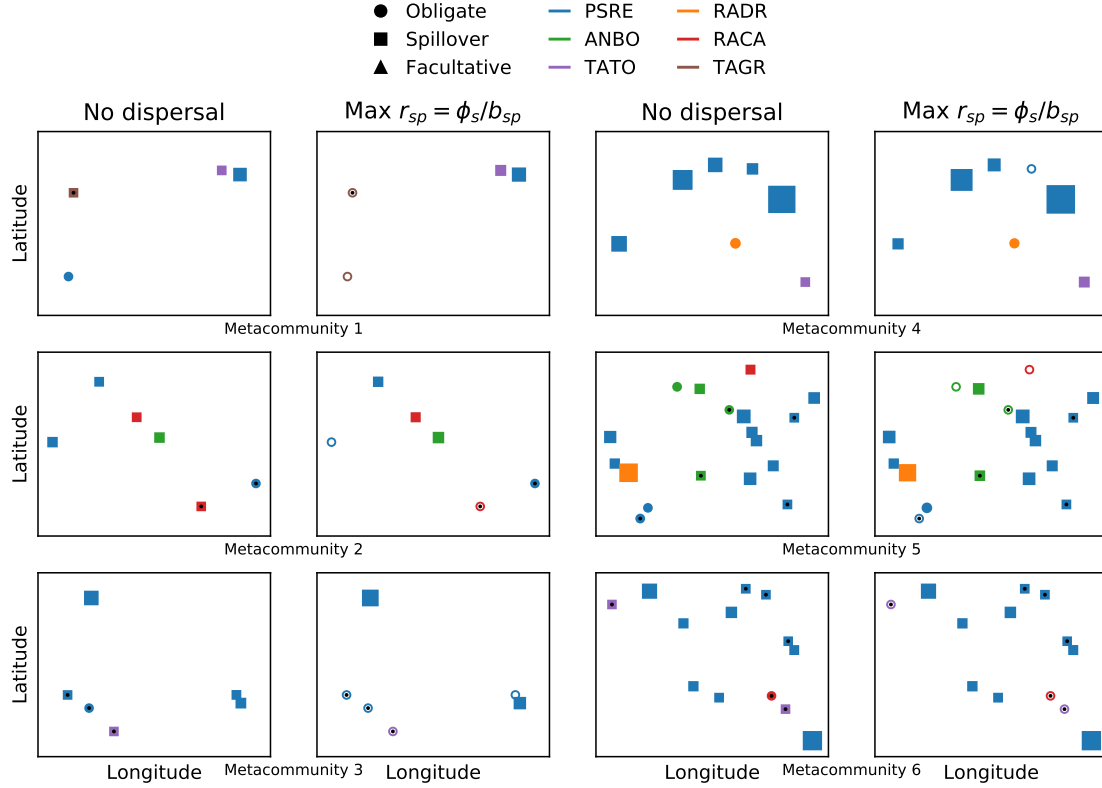 Obligate PSRE RADR
Spillover ANBO RACA
Facultative TATO TAGR
No dispersal Max $r_{sp} = \phi_s/b_{sp}$ No dispersal Max $r_{sp} = \phi_s/b_{sp}$
Latitude
Metacommunity 1 Metacommunity 4
Latitude
Metacommunity 2 Metacommunity 5
Latitude
Longitude Metacommunity 3 Longitude Longitude Metacommunity 6 Longitude